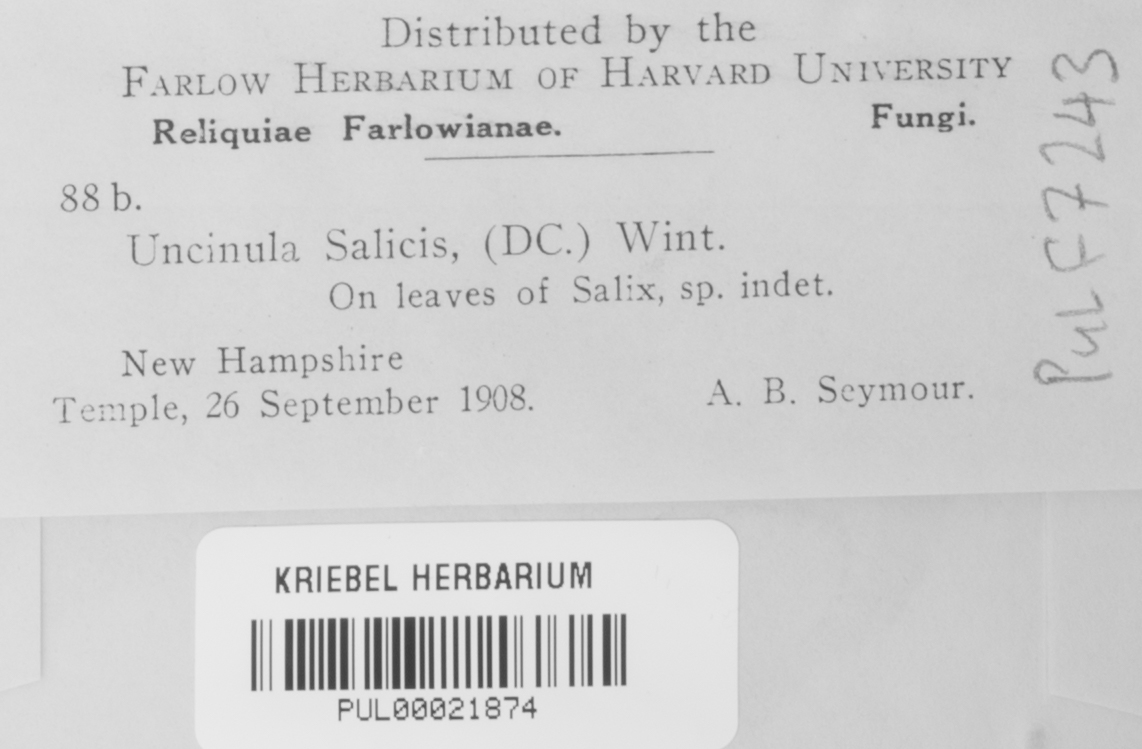 Distributed by the
FARLOW HERBARIUM OF HARVARD UNIVERSITY
Reliquiae Farlowianae. Fungi.
88 b.
Uncinula Salicis, (DC.) Wint.
On leaves of Salix, sp. indet.
New Hampshire
Temple, 26 September 1908. A. B. Seymour.
PUL F7243
KRIEBEL HERBARIUM
PUL00021874